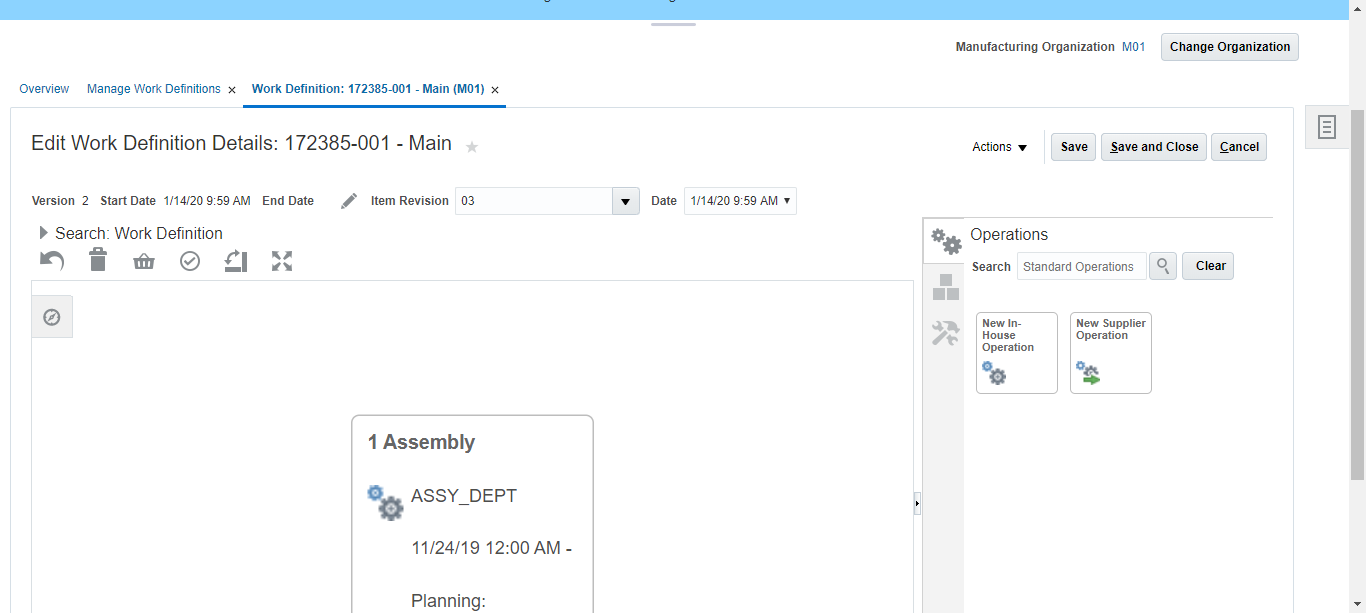 Manufacturing Organization M01 Change Organization
Overview Manage Work Definitions × Work Definition: 172385-001 - Main (M01) ×
Edit Work Definition Details: 172385-001 - Main
Actions Save Save and Close Cancel
Version 2 Start Date 1/14/20 9:59 AM End Date Item Revision 03 Date 1/14/20 9:59 AM
Search: Work Definition
Operations
Search Standard Operations Clear
New In-
House
Operation
New Supplier
Operation
1 Assembly
ASSY_DEPT
11/24/19 12:00 AM -
Planning: